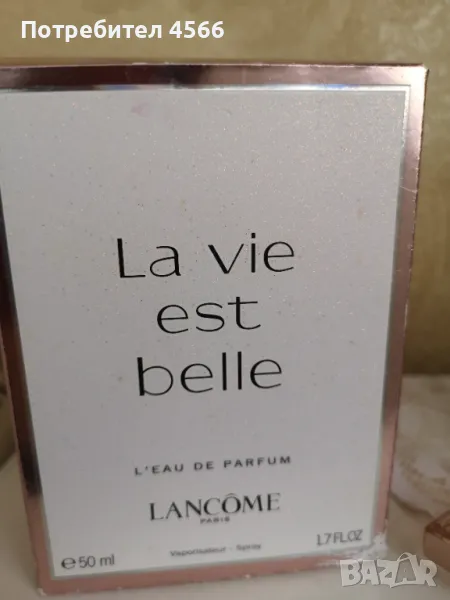 Потребител 4566
La vie
est
belle
L'EAU DE PARFUM
LANCÔME
PARIS
Vaporisateur - Spray
℮ 50 ml
1.7 FL.OZ
BAZAR